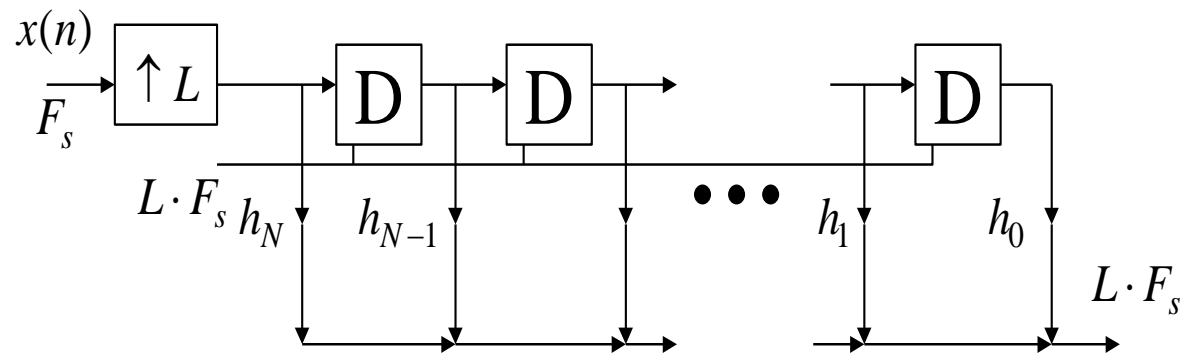 x(n)
↑ L
D
D
D
F_s
L · F_s
h_N
h_{N-1}
h_1
h_0
L · F_s